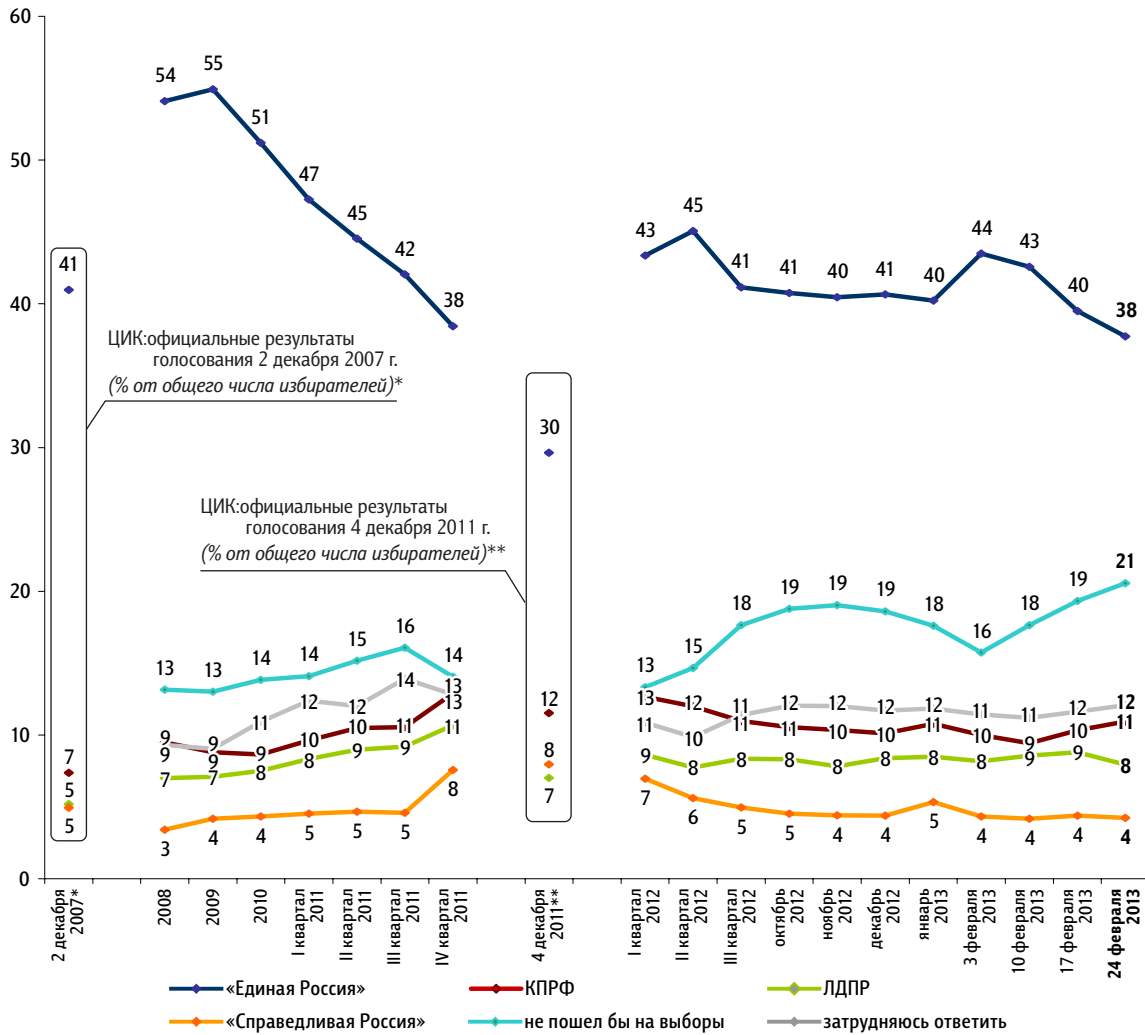 60
50
40
30
20
10
0
54 55 51 47 45 42 38
43 45 41 41 40 41 40 44 43 40 38
41
ЦИК:официальные результаты
голосования 2 декабря 2007 г.
(% от общего числа избирателей)*
30
ЦИК:официальные результаты
голосования 4 декабря 2011 г.
(% от общего числа избирателей)**
13 13 14 14 15 16 14
13 15 18 19 19 19 18 16 18 19 21
9 9 11 12 12 14 13
11 10 11 12 12 12 12 11 11 12 12
9 9 9 10 10 11 13
13 12 11 11 10 10 11 10 9 10 11
7 7 8 8 9 9 11
9 8 8 8 8 8 8 8 9 9 8
3 4 4 5 5 5 8
7 6 5 5 4 4 5 4 4 4 4
7
5
5
12
8
7
2 декабря 2007*
2008
2009
2010
I квартал 2011
II квартал 2011
III квартал 2011
IV квартал 2011
4 декабря 2011**
I квартал 2012
II квартал 2012
III квартал 2012
октябрь 2012
ноябрь 2012
декабрь 2012
январь 2013
3 февраля 2013
10 февраля 2013
17 февраля 2013
24 февраля 2013
«Единая Россия» КПРФ ЛДПР
«Справедливая Россия» не пошел бы на выборы затрудняюсь ответить